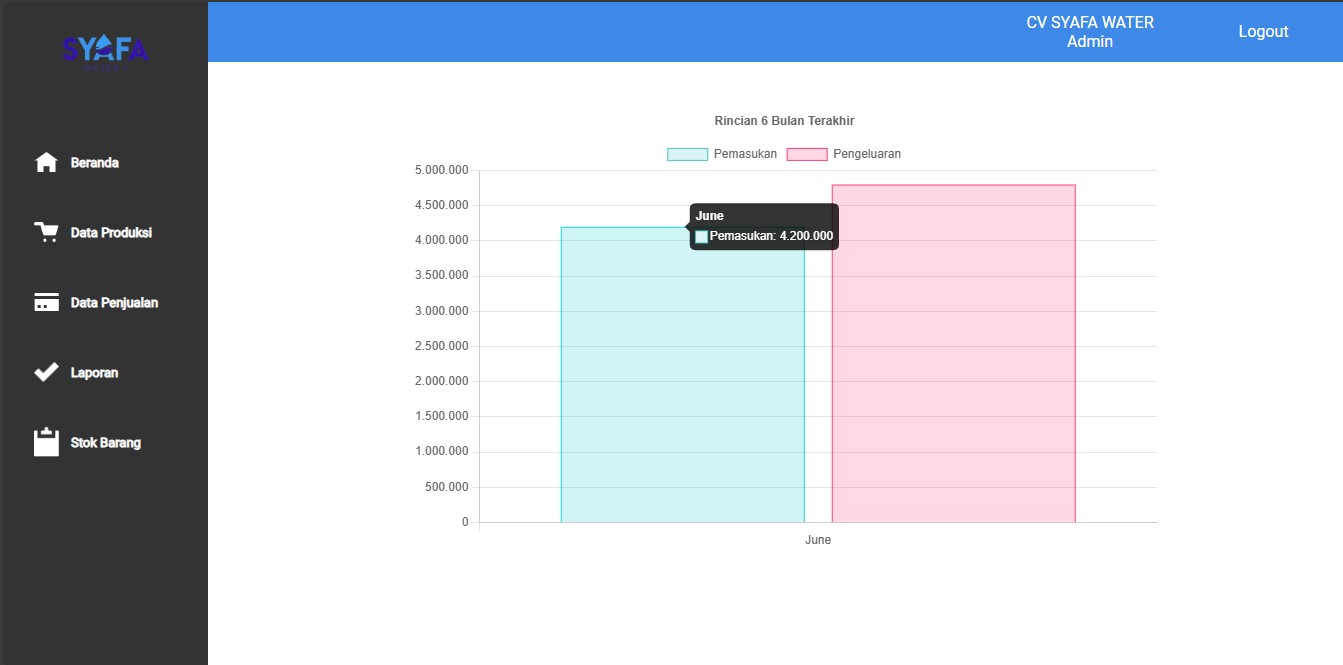 SYAFA
WATER
CV SYAFA WATER
Admin
Logout
Beranda
Data Produksi
Data Penjualan
Laporan
Stok Barang
Rincian 6 Bulan Terakhir
Pemasukan Pengeluaran
5.000.000
4.500.000
4.000.000
3.500.000
3.000.000
2.500.000
2.000.000
1.500.000
1.000.000
500.000
0
June
Pemasukan: 4.200.000
June